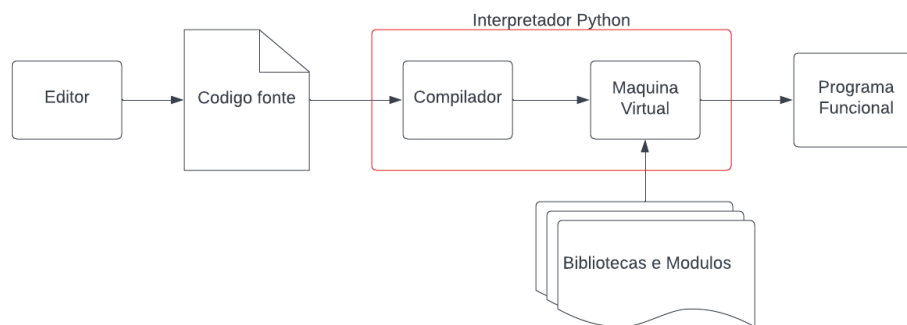 Interpretador Python
Editor
Codigo fonte
Compilador
Maquina
Virtual
Programa
Funcional
Bibliotecas e Modulos